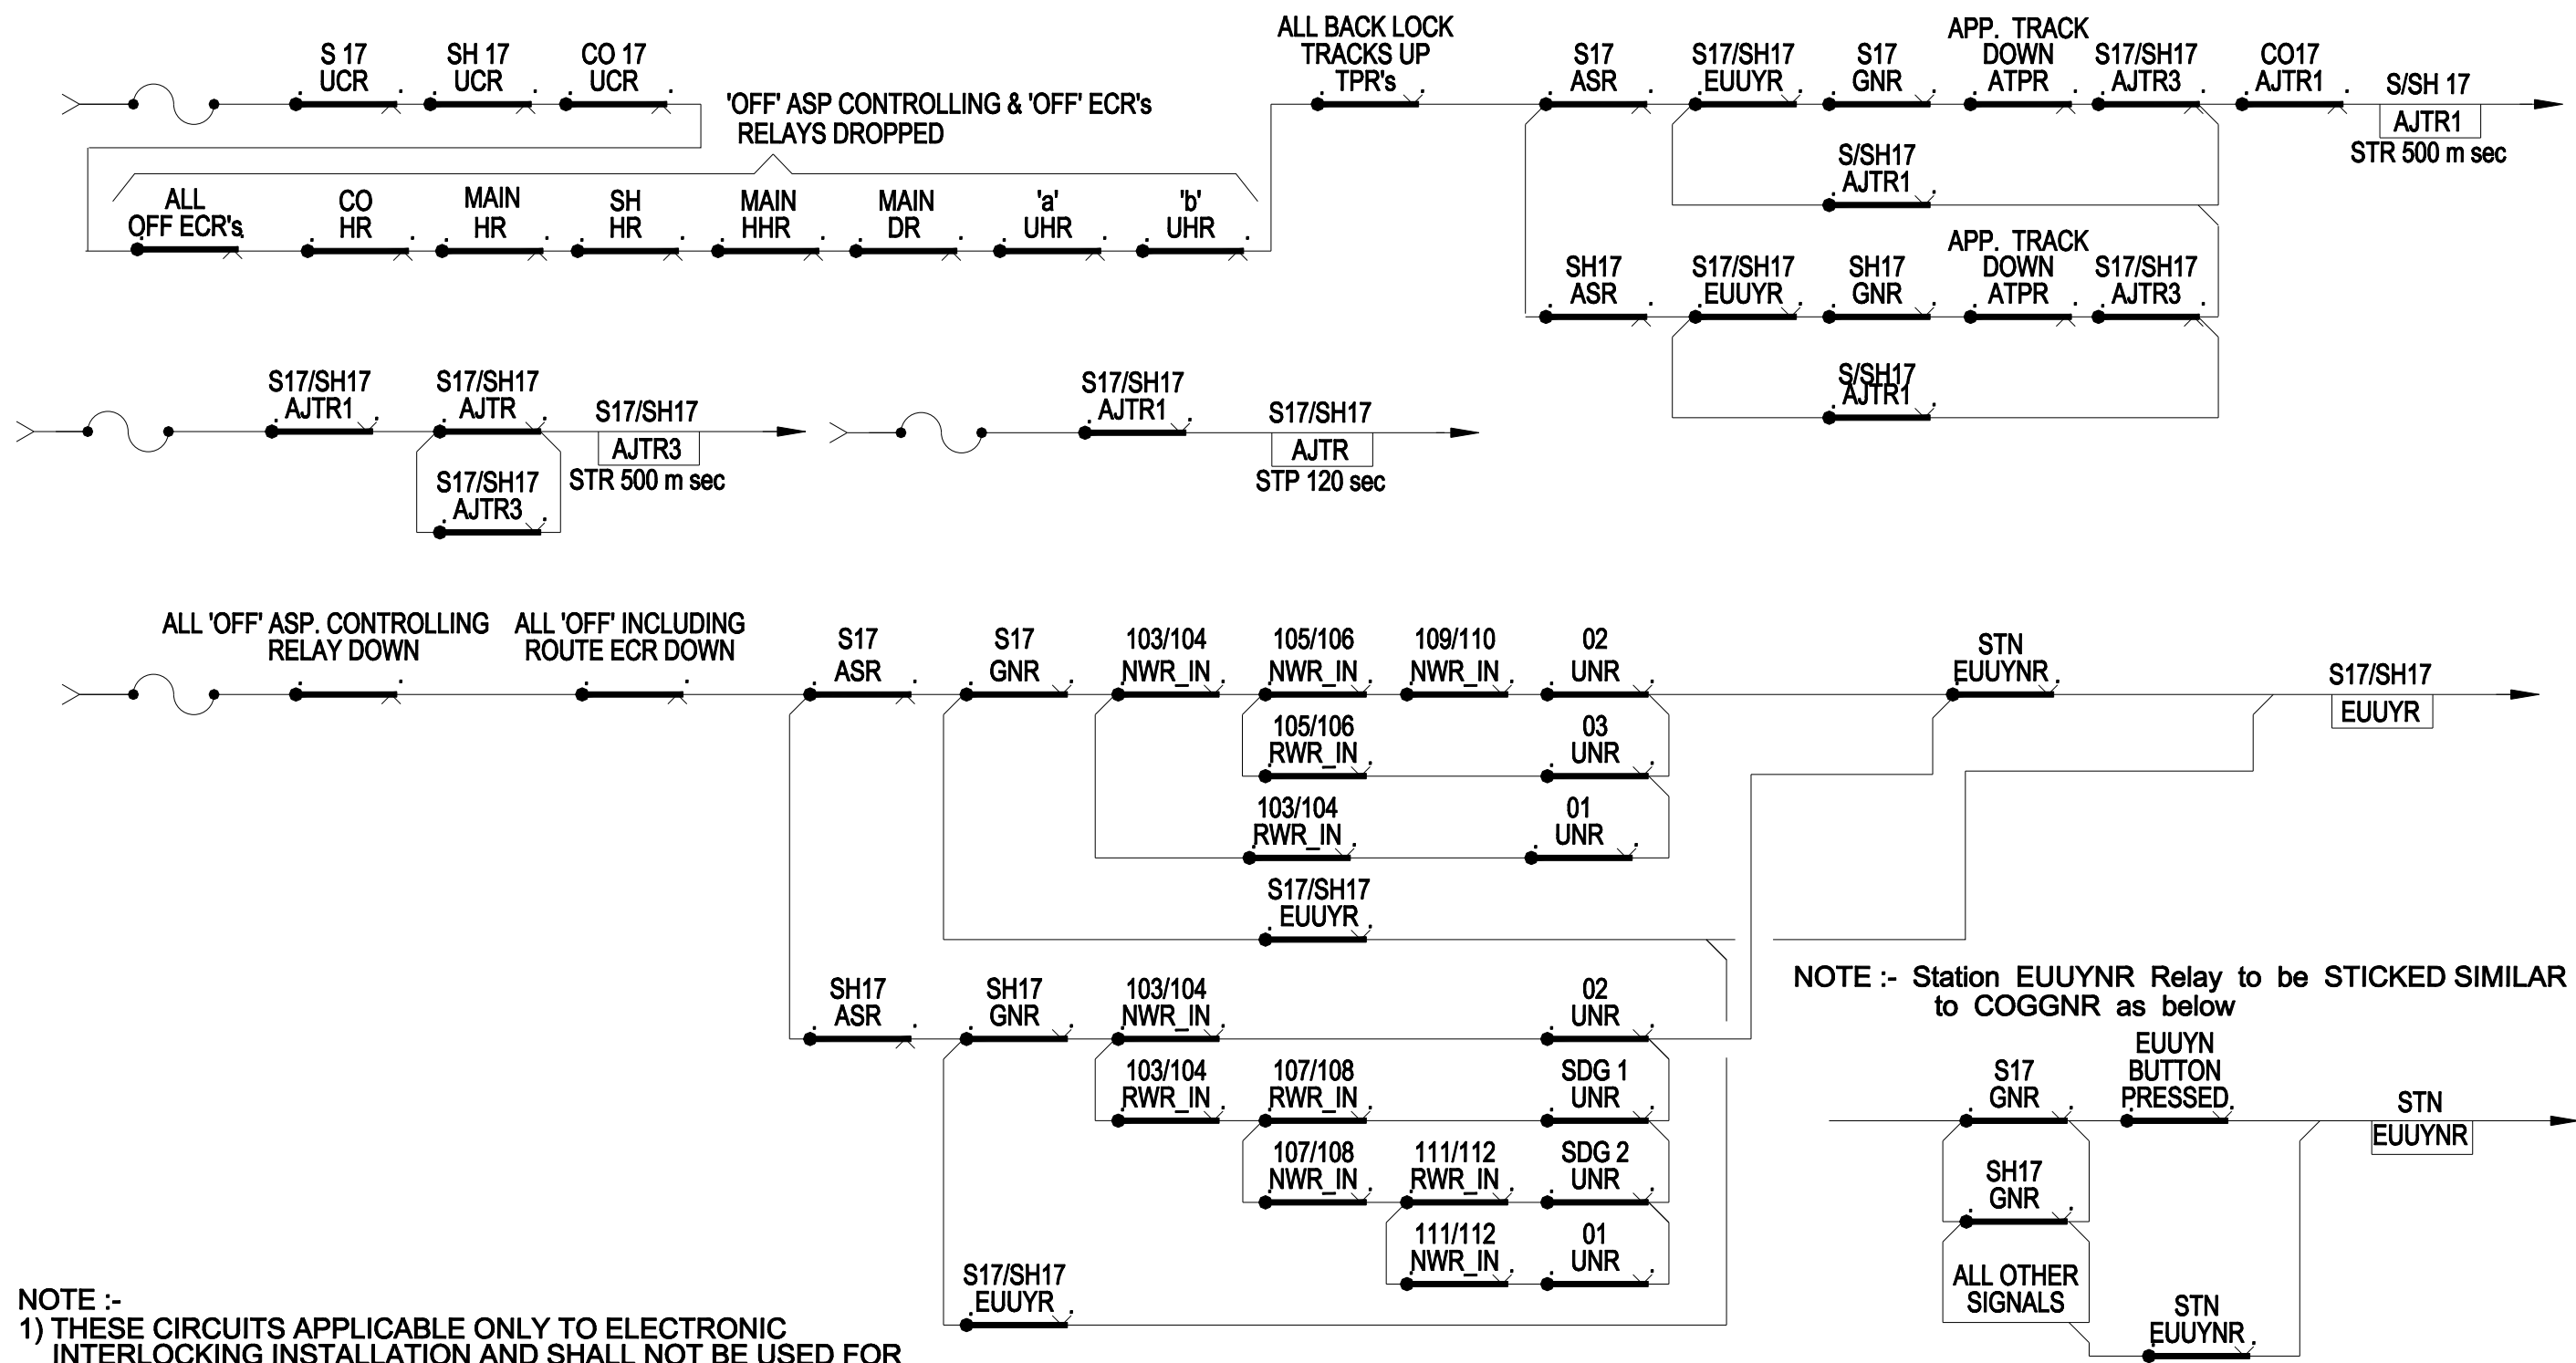 S 17
UCR
SH 17
UCR
CO 17
UCR
'OFF' ASP CONTROLLING & 'OFF' ECR's
RELAYS DROPPED
ALL BACK LOCK
TRACKS UP
TPR's
S17
ASR
S17/SH17
EUUYR
S17
GNR
APP. TRACK
DOWN
ATPR
S17/SH17
AJTR3
CO17
AJTR1
S/SH 17
AJTR1
STR 500 m sec
S/SH17
AJTR1
ALL
OFF ECR's
CO
HR
MAIN
HR
SH
HR
MAIN
HHR
MAIN
DR
'a'
UHR
'b'
UHR
SH17
ASR
S17/SH17
EUUYR
SH17
GNR
APP. TRACK
DOWN
ATPR
S17/SH17
AJTR3
S/SH17
AJTR1
S17/SH17
AJTR1
S17/SH17
AJTR
S17/SH17
AJTR3
STR 500 m sec
S17/SH17
AJTR3
S17/SH17
AJTR1
S17/SH17
AJTR
STP 120 sec
ALL 'OFF' ASP. CONTROLLING
RELAY DOWN
ALL 'OFF' INCLUDING
ROUTE ECR DOWN
S17
ASR
S17
GNR
103/104
NWR_IN
105/106
NWR_IN
109/110
NWR_IN
02
UNR
STN
EUUYNR
S17/SH17
EUUYR
105/106
RWR_IN
03
UNR
103/104
RWR_IN
01
UNR
S17/SH17
EUUYR
SH17
ASR
SH17
GNR
103/104
NWR_IN
02
UNR
103/104
RWR_IN
107/108
RWR_IN
SDG 1
UNR
107/108
NWR_IN
111/112
RWR_IN
SDG 2
UNR
111/112
NWR_IN
01
UNR
S17/SH17
EUUYR
NOTE :- Station EUUYNR Relay to be STICKED SIMILAR
to COGGNR as below
S17
GNR
EUUYN
BUTTON
PRESSED
STN
EUUYNR
SH17
GNR
ALL OTHER
SIGNALS
STN
EUUYNR
NOTE :-
1) THESE CIRCUITS APPLICABLE ONLY TO ELECTRONIC
INTERLOCKING INSTALLATION AND SHALL NOT BE USED FOR